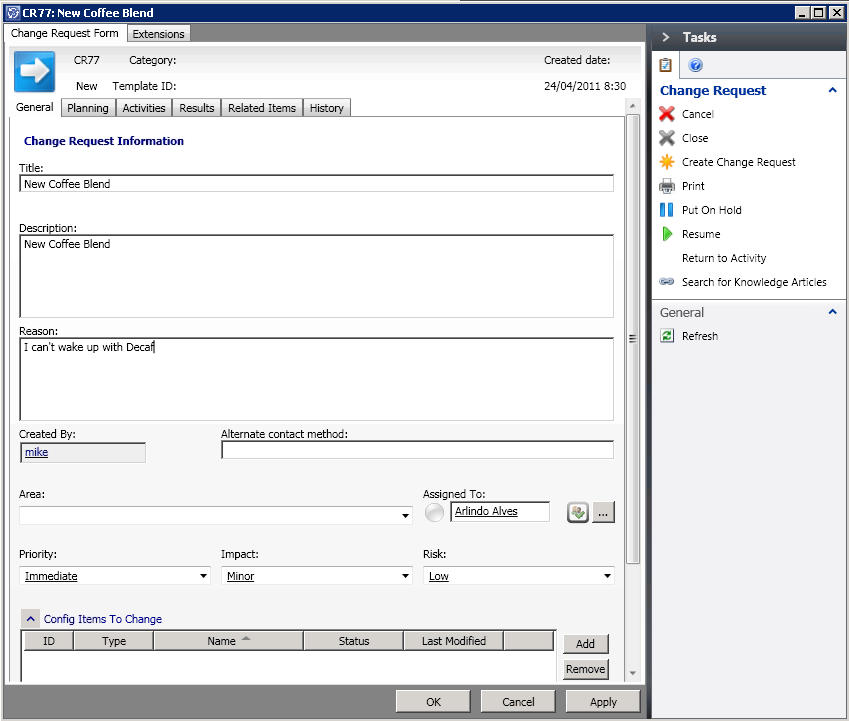 CR77: New Coffee Blend
Change Request Form Extensions
CR77 Category: Created date:
New Template ID: 24/04/2011 8:30
General Planning Activities Results Related Items History
Change Request Information
Title:
New Coffee Blend
Description:
New Coffee Blend
Reason:
I can't wake up with Decaf
Created By: Alternate contact method:
mike
Area: Assigned To:
Arlindo Alves
...
Priority: Impact: Risk:
Immediate Minor Low
Config Items To Change
ID Type Name Status Last Modified
Add
Remove
OK Cancel Apply
Tasks
Change Request
Cancel
Close
Create Change Request
Print
Put On Hold
Resume
Return to Activity
Search for Knowledge Articles
General
Refresh